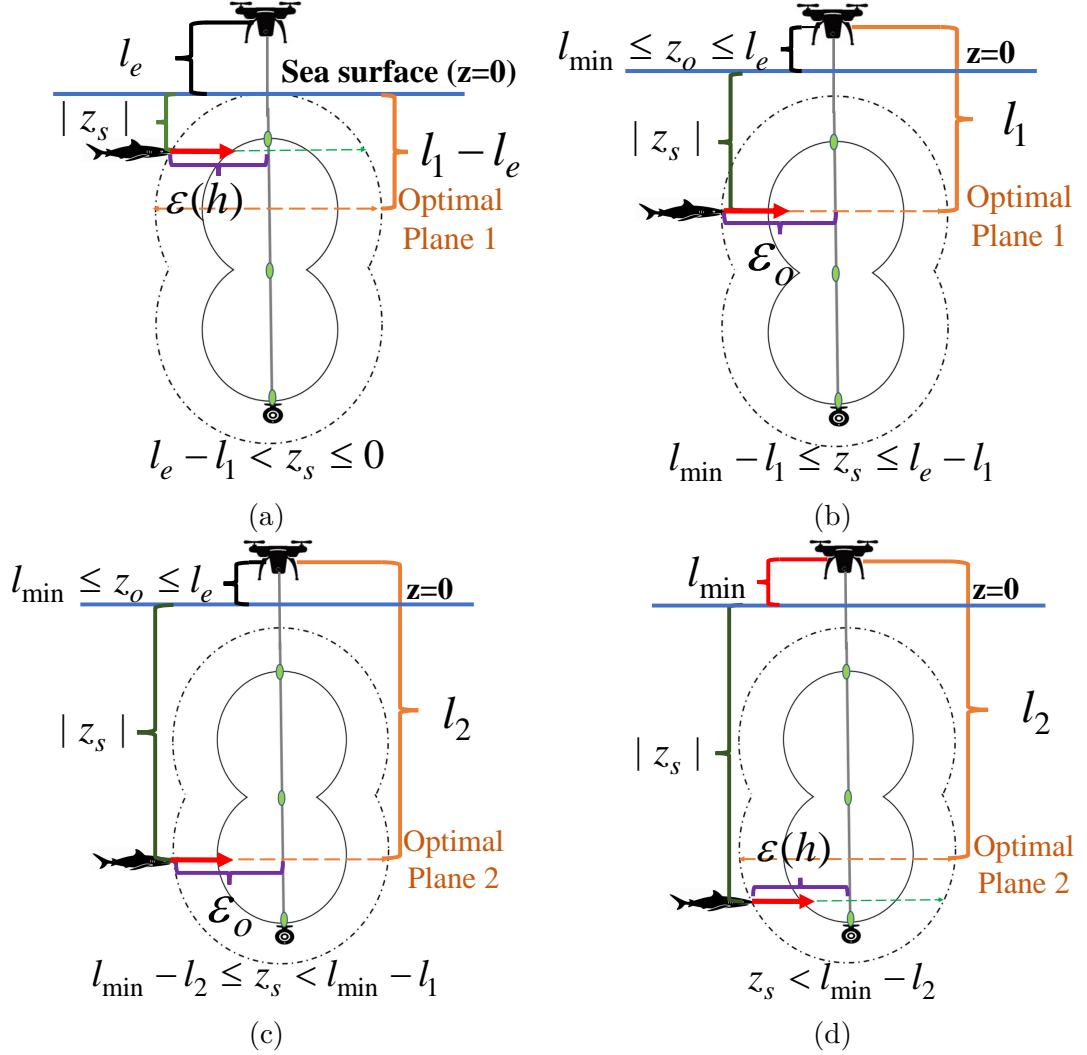 l_e
Sea surface (z=0)
| z_s |
l_1 − l_e
ε(h)
Optimal
Plane 1
l_e − l_1 < z_s ≤ 0
(a)
l_min ≤ z_o ≤ l_e
z=0
| z_s |
l_1
Optimal
Plane 1
ε_o
l_min − l_1 ≤ z_s ≤ l_e − l_1
(b)
l_min ≤ z_o ≤ l_e
z=0
| z_s |
l_2
Optimal
Plane 2
ε_o
l_min − l_2 ≤ z_s < l_min − l_1
(c)
l_min
z=0
| z_s |
l_2
ε(h)
Optimal
Plane 2
z_s < l_min − l_2
(d)